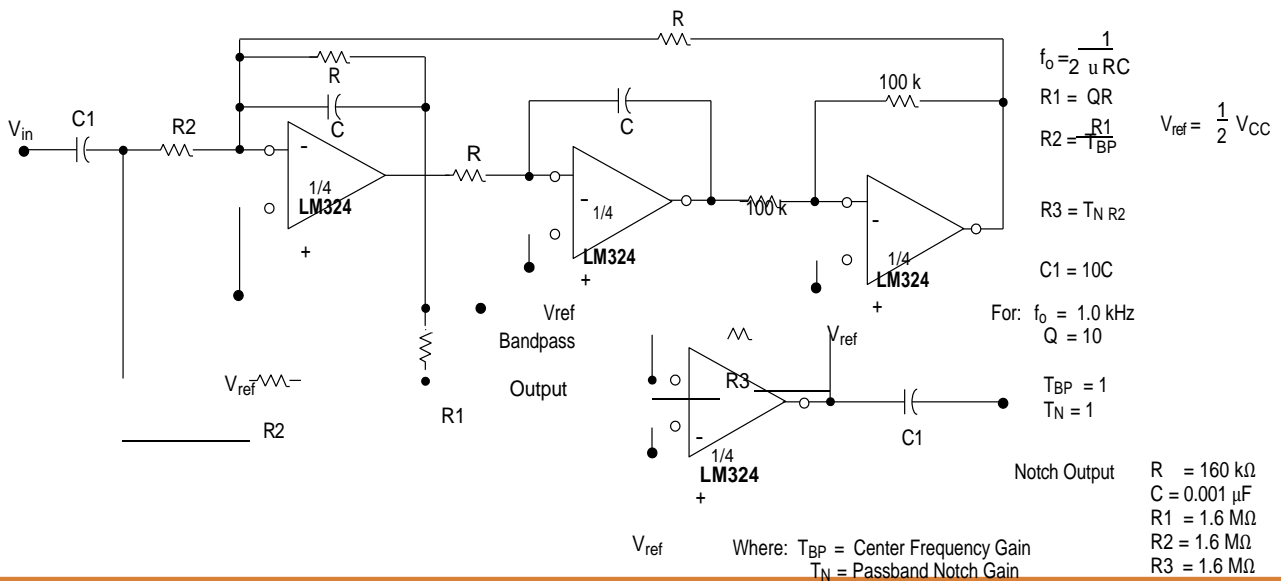 R
R
C1
Vin
R2
C
1/4
LM324
-
+
R
C
-
1/4
LM324
+
100 k
100 k
-
1/4
LM324
+
fo = 1 / 2 u RC
R1 = QR
R2 = R1 / TBP
Vref = 1 / 2 VCC
R3 = TN R2
C1 = 10C
For: fo = 1.0 kHz
Q = 10
TBP = 1
TN = 1
Vref
Bandpass
Output
Vref
R2
R1
Vref
R3
-
1/4
LM324
+
C1
Vref
Notch Output
R = 160 kΩ
C = 0.001 μF
R1 = 1.6 MΩ
R2 = 1.6 MΩ
R3 = 1.6 MΩ
Where: TBP = Center Frequency Gain
TN = Passband Notch Gain